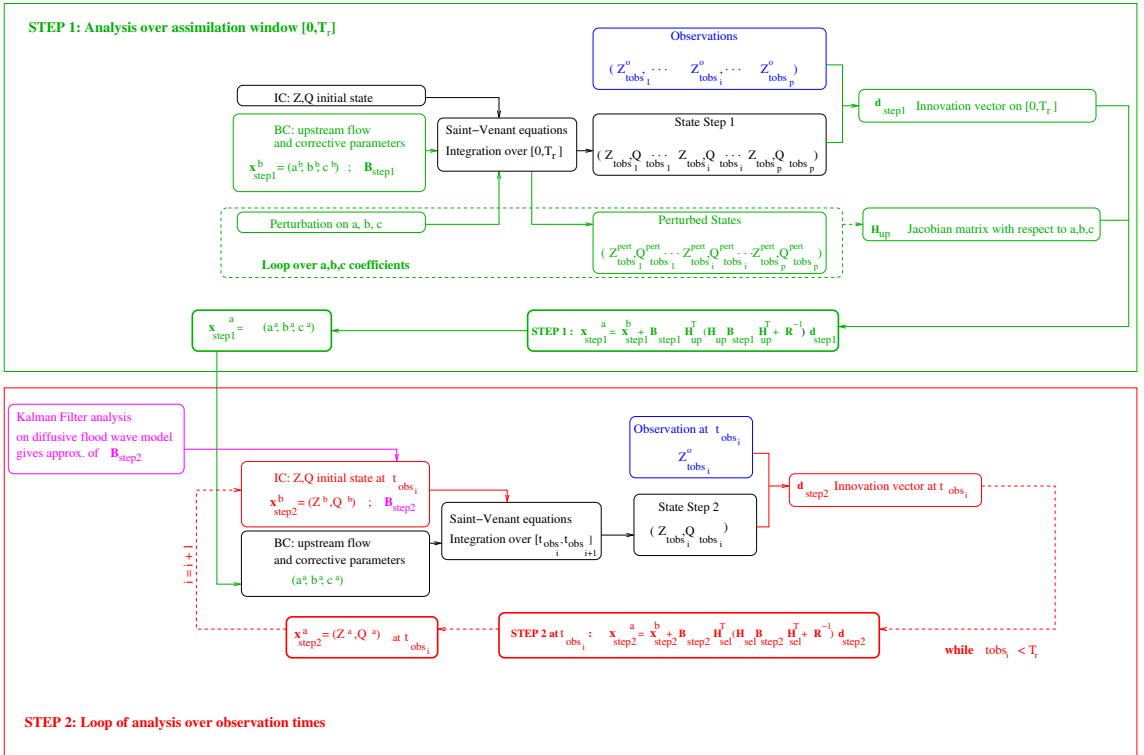 STEP 1: Analysis over assimilation window [0,T_r]
Observations
( Z^o_tobs_1, ... Z^o_tobs_i, ... Z^o_tobs_p)
IC: Z,Q initial state
d_step1 Innovation vector on [0,T_r]
BC: upstream flow
and corrective parameters
x^b_step1 = (a^b, b^b, c^b) ; B_step1
Saint-Venant equations
Integration over [0,T_r]
State Step 1
( Z_tobs_1, Q_tobs_1 ... Z_tobs_i, Q_tobs_i ... Z_tobs_p, Q_tobs_p )
Perturbation on a, b, c
Loop over a,b,c coefficients
Perturbed States
( Z^pert_tobs_1, Q^pert_tobs_1 ... Z^pert_tobs_i, Q^pert_tobs_i ... Z^pert_tobs_p, Q^pert_tobs_p )
H_up Jacobian matrix with respect to a,b,c
x^a_step1 = (a^a, b^a, c^a)
STEP 1 : x^a_step1 = x^b_step1 + B_step1 H^T_up (H_up B_step1 H^T_up + R^-1) d_step1
Kalman Filter analysis
on diffusive flood wave model
gives approx. of B_step2
Observation at t_obs_i
Z^o_tobs_i
IC: Z,Q initial state at t_obs_i
x^b_step2 = (Z^b, Q^b) ; B_step2
d_step2 Innovation vector at t_obs_i
Saint-Venant equations
Integration over [t_obs_i, t_obs_i+1]
State Step 2
( Z_tobs_i, Q_tobs_i )
BC: upstream flow
and corrective parameters
(a^a, b^a, c^a)
i = i + 1
x^a_step2 = (Z^a, Q^a) at t_obs_i
STEP 2 at t_obs_i : x^a_step2 = x^b_step2 + B_step2 H^T_sel (H_sel B_step2 H^T_sel + R^-1) d_step2
while tobs_i < T_r
STEP 2: Loop of analysis over observation times